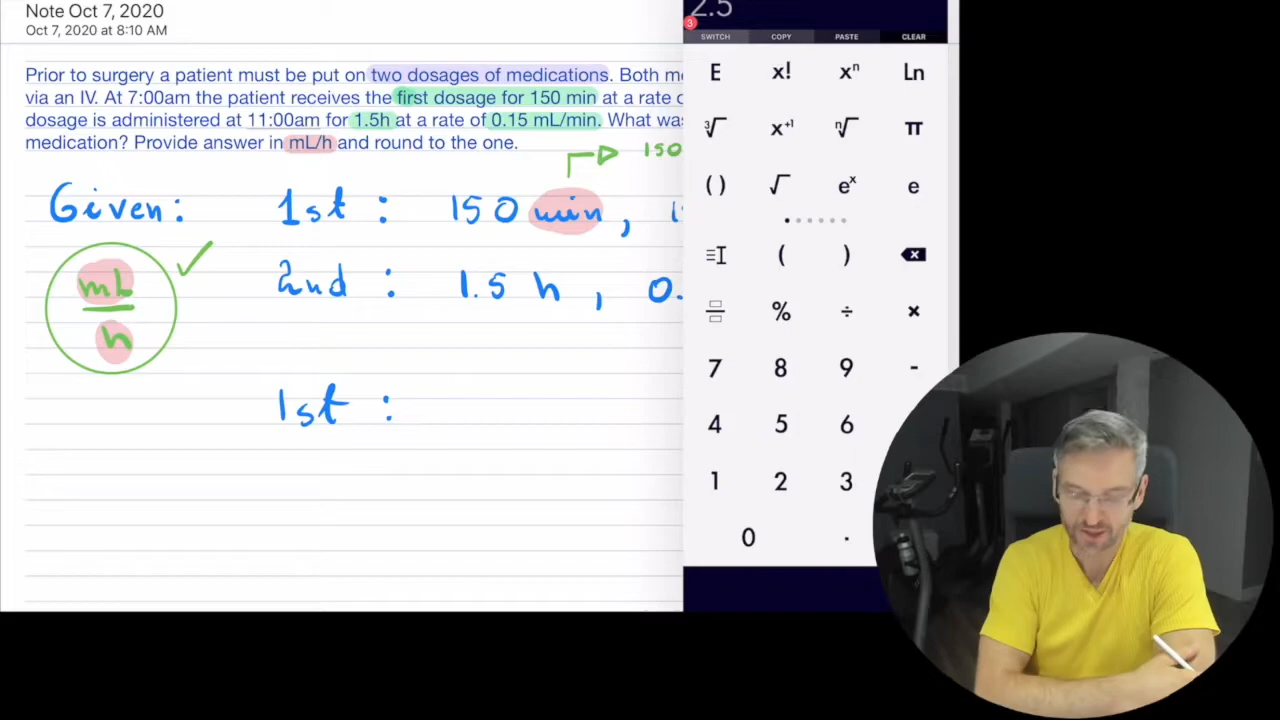 Note Oct 7, 2020
Oct 7, 2020 at 8:10 AM
2.5
3
SWITCH COPY PASTE CLEAR
Prior to surgery a patient must be put on two dosages of medications. Both
via an IV. At 7:00am the patient receives the first dosage for 150 min at a rate
dosage is administered at 11:00am for 1.5h at a rate of 0.15 mL/min. What was
medication? Provide answer in mL/h and round to the one.
150
Given: 1st : 150 min,
mL
h
2nd : 1.5 h , 0.
1st :
E x! xⁿ Ln
∛ x⁺¹ ⁿ√ π
( ) √ eˣ e
( )
% ÷ ×
7 8 9 -
4 5 6
1 2 3
0 .